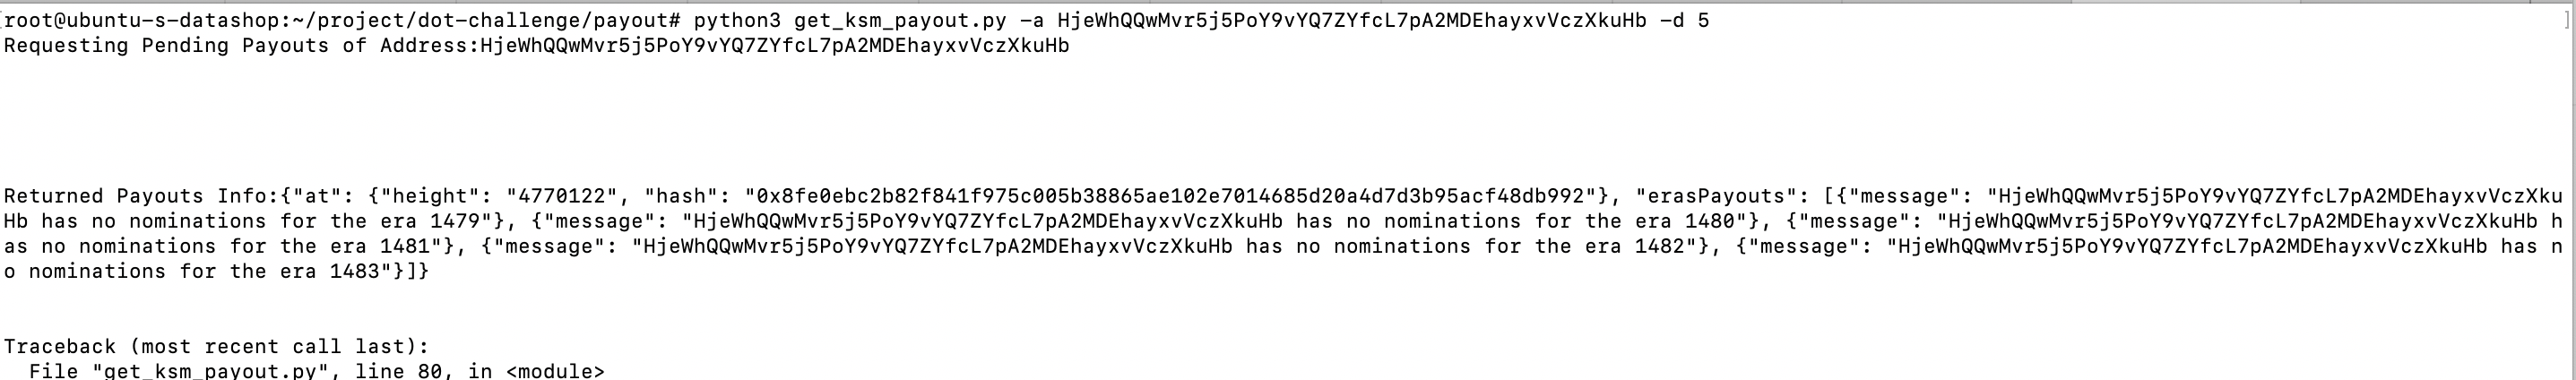 [root@ubuntu-s-datashop:~/project/dot-challenge/payout# python3 get_ksm_payout.py -a HjeWhQQwMvr5j5PoY9vYQ7ZYfcL7pA2MDEhayxvVczXkuHb -d 5 ]
Requesting Pending Payouts of Address:HjeWhQQwMvr5j5PoY9vYQ7ZYfcL7pA2MDEhayxvVczXkuHb
Returned Payouts Info:{"at": {"height": "4770122", "hash": "0x8fe0ebc2b82f841f975c005b38865ae102e7014685d20a4d7d3b95acf48db992"}, "erasPayouts": [{"message": "HjeWhQQwMvr5j5PoY9vYQ7ZYfcL7pA2MDEhayxvVczXku
Hb has no nominations for the era 1479"}, {"message": "HjeWhQQwMvr5j5PoY9vYQ7ZYfcL7pA2MDEhayxvVczXkuHb has no nominations for the era 1480"}, {"message": "HjeWhQQwMvr5j5PoY9vYQ7ZYfcL7pA2MDEhayxvVczXkuHb h
as no nominations for the era 1481"}, {"message": "HjeWhQQwMvr5j5PoY9vYQ7ZYfcL7pA2MDEhayxvVczXkuHb has no nominations for the era 1482"}, {"message": "HjeWhQQwMvr5j5PoY9vYQ7ZYfcL7pA2MDEhayxvVczXkuHb has n
o nominations for the era 1483"}]}
Traceback (most recent call last):
  File "get_ksm_payout.py", line 80, in <module>